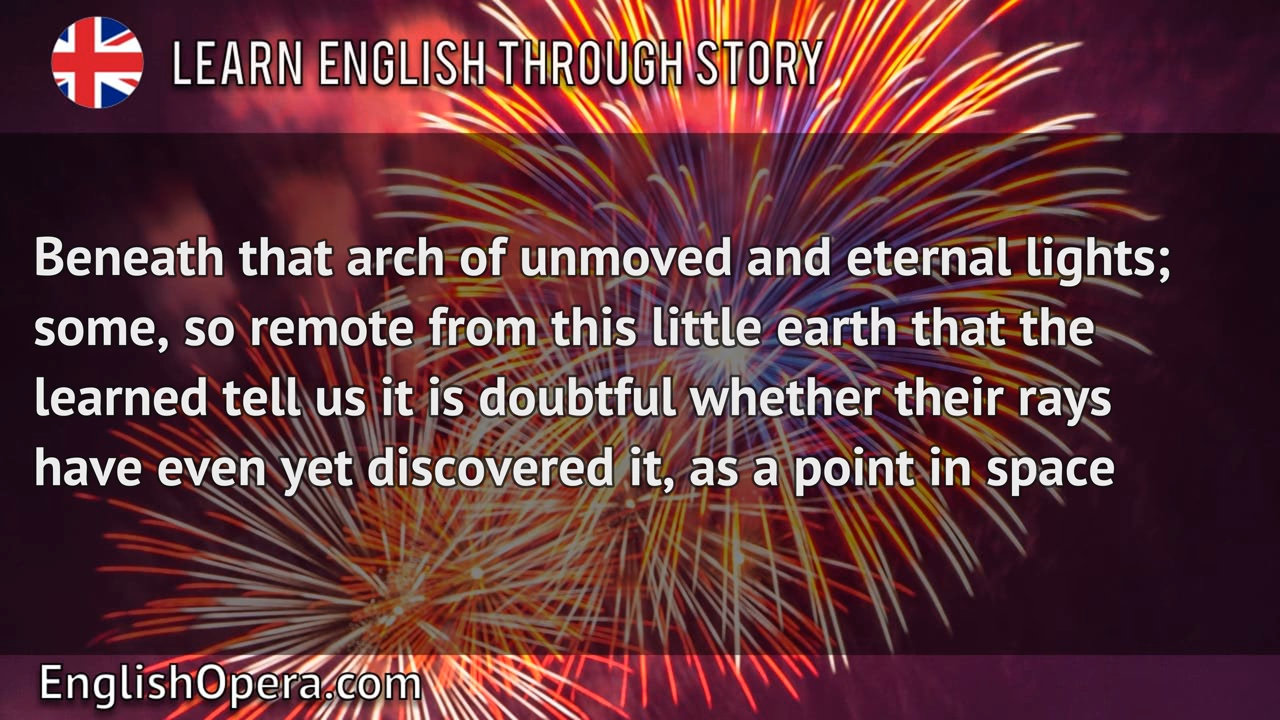 LEARN ENGLISH THROUGH STORY
Beneath that arch of unmoved and eternal lights;
some, so remote from this little earth that the
learned tell us it is doubtful whether their rays
have even yet discovered it, as a point in space
EnglishOpera.com